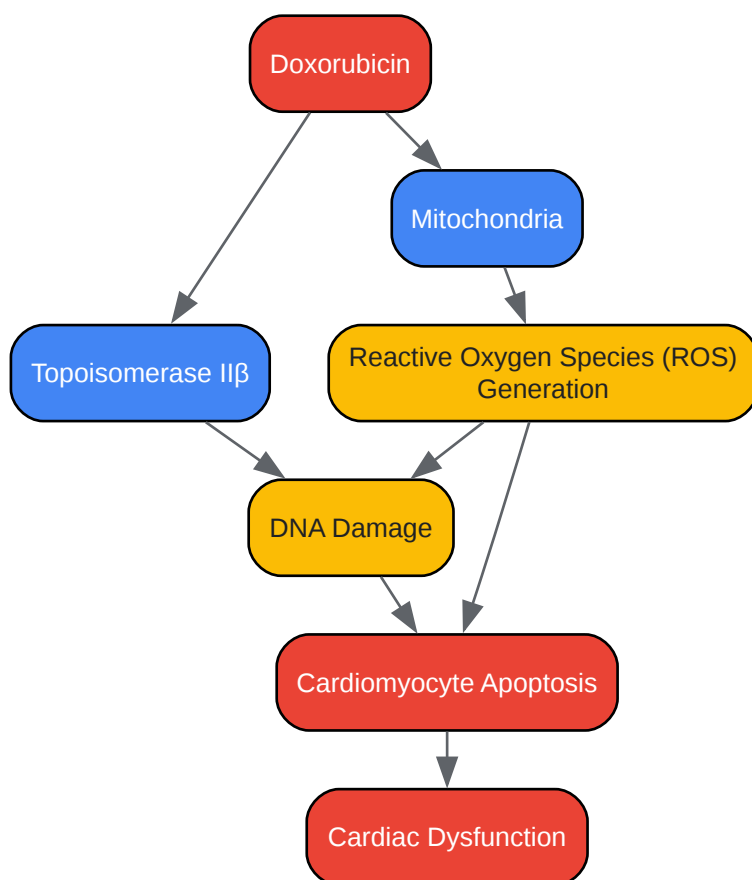 Doxorubicin
Mitochondria
Topoisomerase IIβ
Reactive Oxygen Species (ROS)
Generation
DNA Damage
Cardiomyocyte Apoptosis
Cardiac Dysfunction